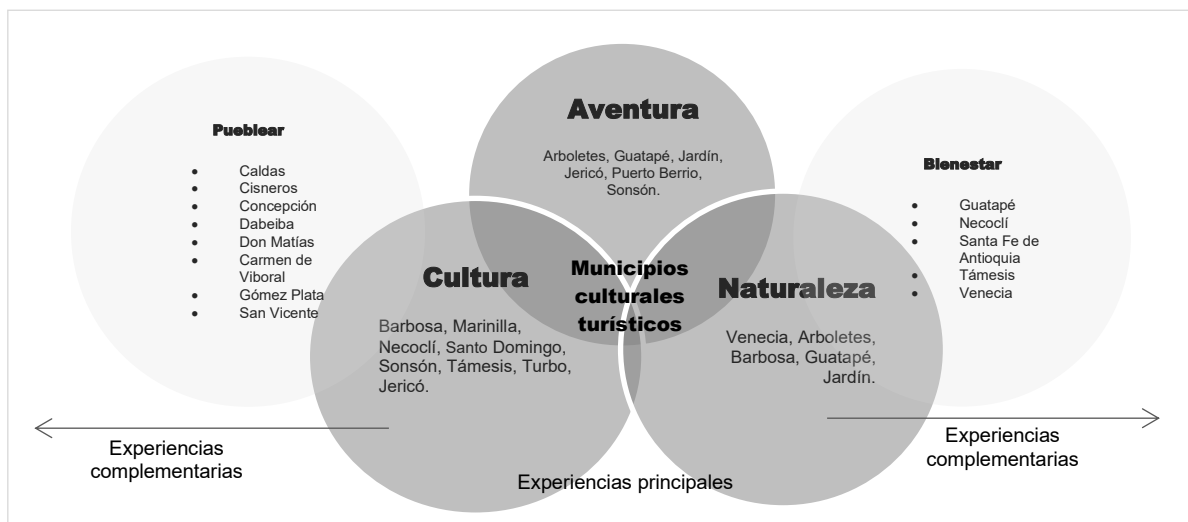 Aventura
Arboletes, Guatapé, Jardín,
Jericó, Puerto Berrio,
Sonsón.
Pueblear
Caldas
Cisneros
Concepción
Dabeiba
Don Matías
Carmen de
Viboral
Gómez Plata
San Vicente
Bienestar
Guatapé
Necoclí
Santa Fe de
Antioquia
Támesis
Venecia
Cultura
Barbosa, Marinilla,
Necoclí, Santo Domingo,
Sonsón, Támesis, Turbo,
Jericó.
Municipios
culturales
turísticos
Naturaleza
Venecia, Arboletes,
Barbosa, Guatapé,
Jardín.
Experiencias
complementarias
Experiencias principales
Experiencias
complementarias